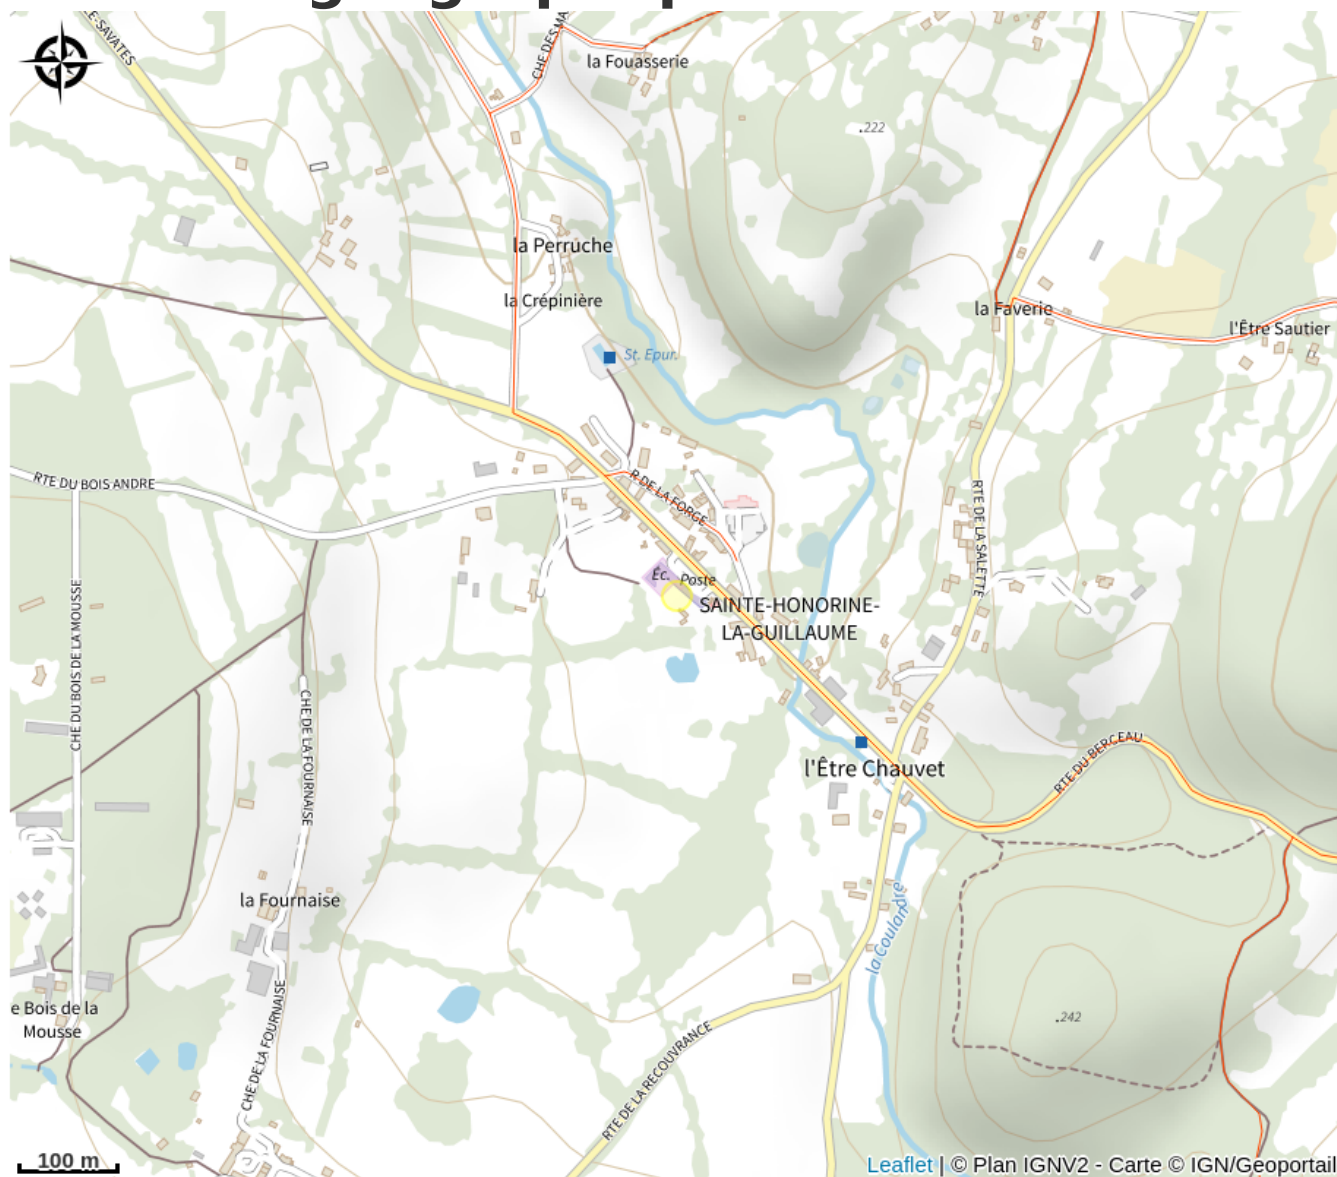 LE-SAVATES
CHE DES MA
la Fouasserie
.222
la Perruche
la Crépinière
la Faverie
l'Être Sautier
St. Epur.
RTE DU BOIS ANDRE
R DE LA FORGE
RTE DE LA SALETTE
Éc.
Poste
SAINTE-HONORINE-
LA-GUILLAUME
CHE DU BOIS DE LA MOUSSE
CHE DE LA FOURNAISE
RTE DU BERCEAU
l'Être Chauvet
la Fournaise
la Coulandre
e Bois de la
Mousse
.242
CHE DE LA FOURNAISE
RTE DE LA RECOUVRANCE
100 m
Leaflet | © Plan IGNV2 - Carte © IGN/Geoportail